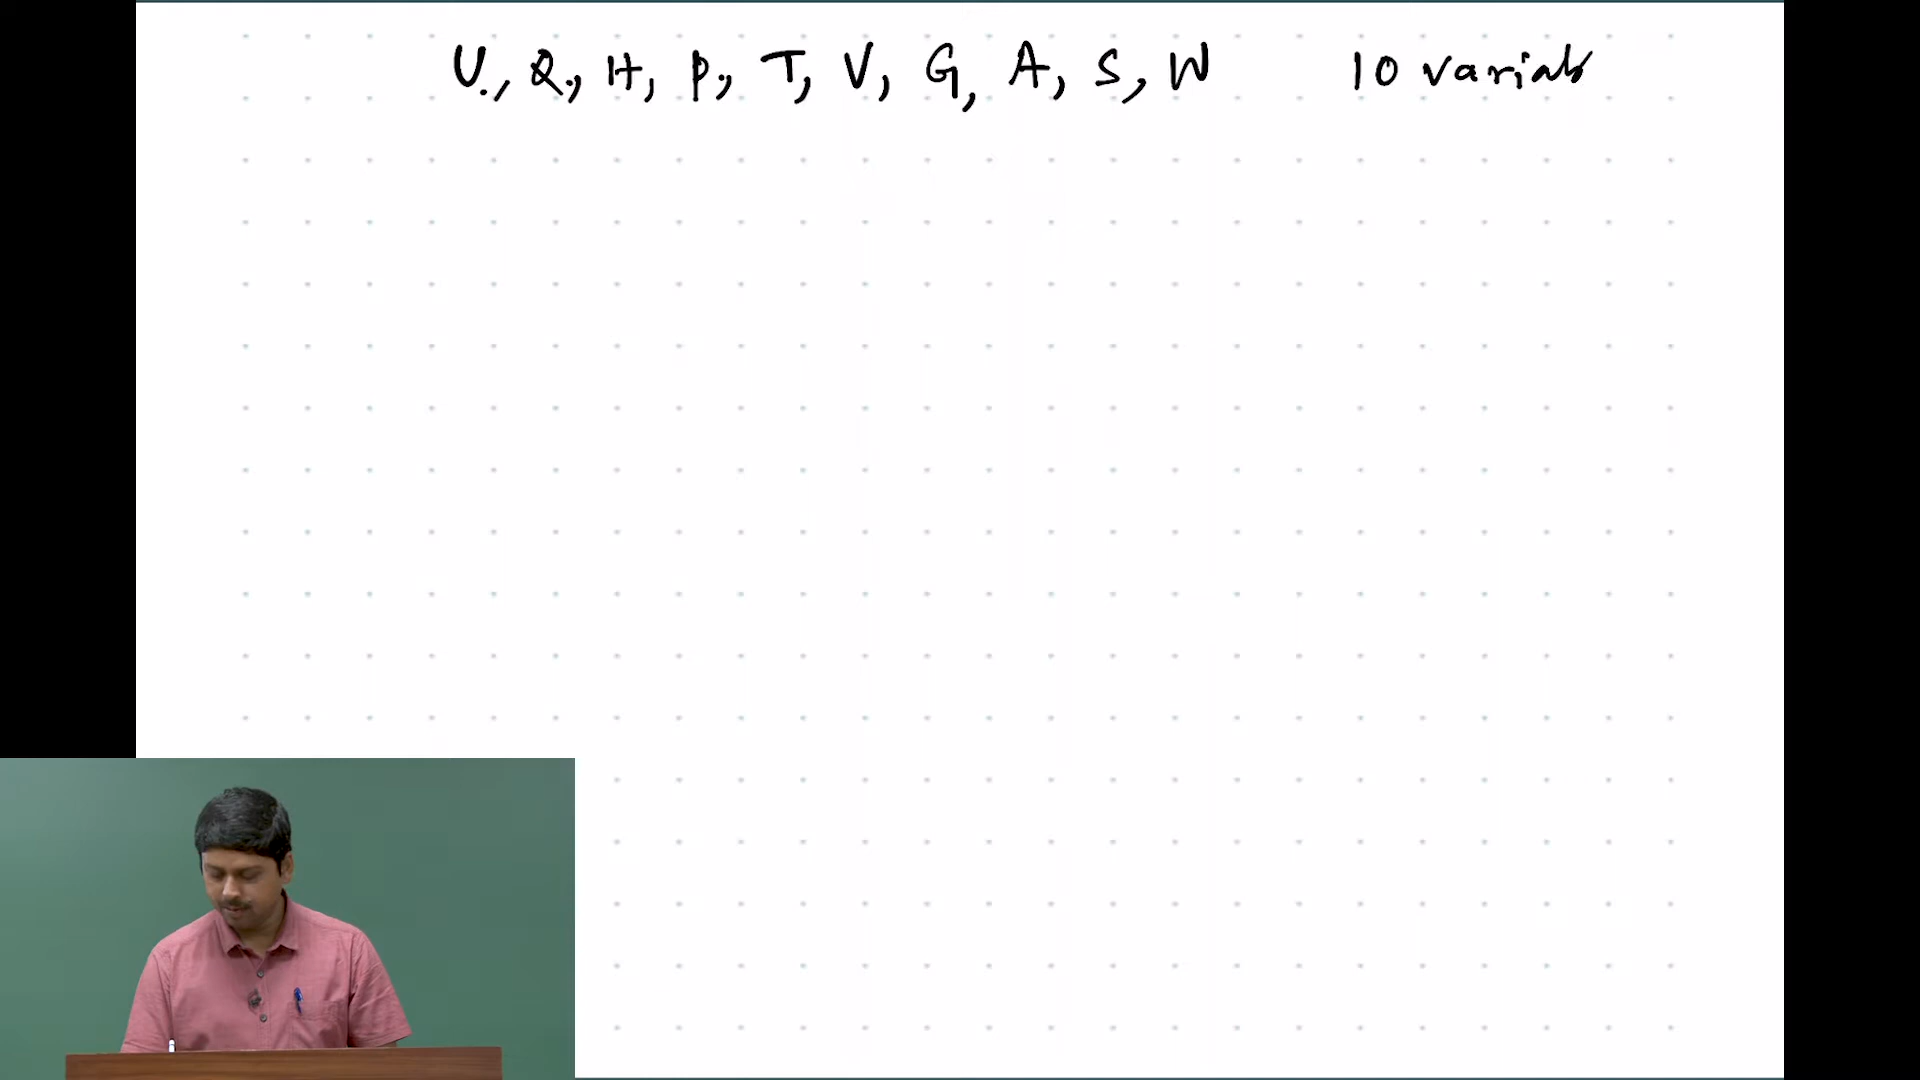 U, Q, H, P, T, V, G, A, S, W 10 variab